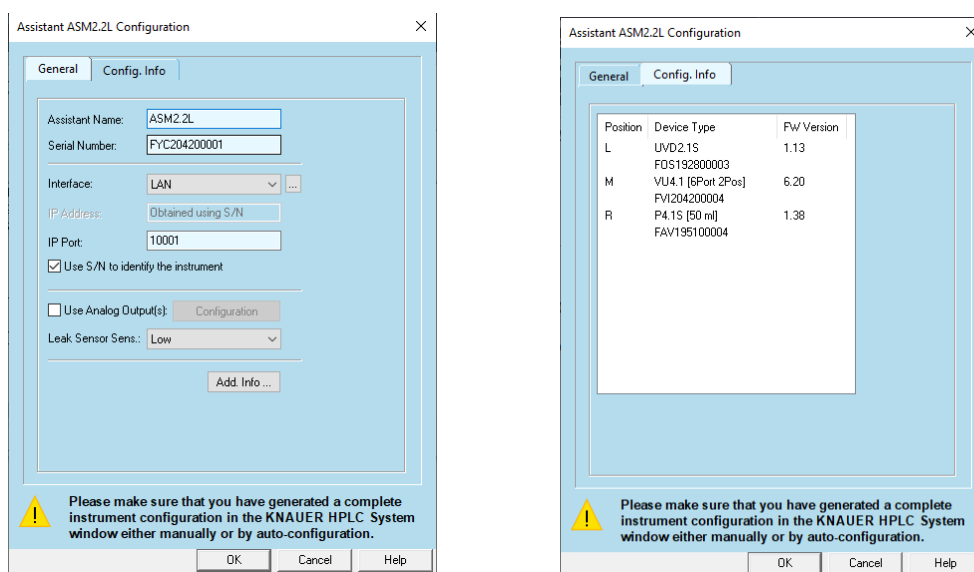 Assistant ASM2.2L Configuration
General
Config. Info
Assistant Name:
ASM2.2L
Serial Number:
FYC204200001
Interface:
LAN
...
IP Address:
Obtained using S/N
IP Port:
10001
Use S/N to identify the instrument
Use Analog Output(s):
Configuration
Leak Sensor Sens.:
Low
Add. Info ...
Please make sure that you have generated a complete
instrument configuration in the KNAUER HPLC System
window either manually or by auto-configuration.
OK
Cancel
Help
Assistant ASM2.2L Configuration
General
Config. Info
Position Device Type FW Version
L UVD2.1S 1.13
FOS192800003
M VU4.1 [6Port 2Pos] 6.20
FVI204200004
R P4.1S [50 ml] 1.38
FAV195100004
Please make sure that you have generated a complete
instrument configuration in the KNAUER HPLC System
window either manually or by auto-configuration.
OK
Cancel
Help